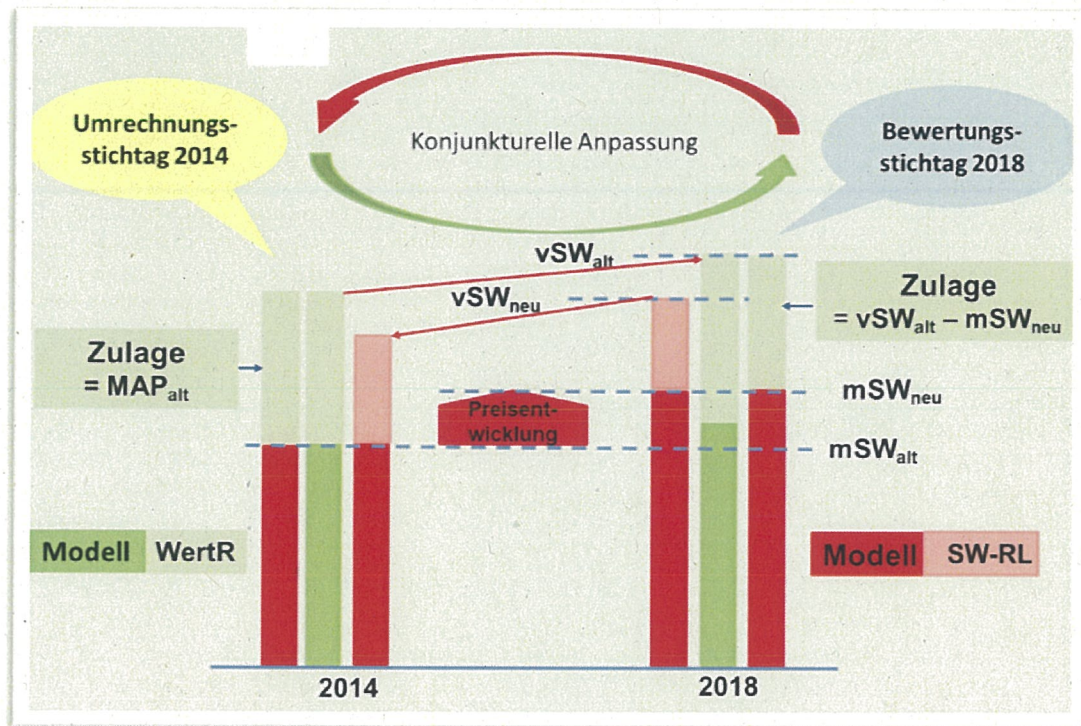 Umrechnungs-
stichtag 2014
Konjunkturelle Anpassung
Bewertungs-
stichtag 2018
vSWalt
vSWneu
Zulage
= MAPalt
Zulage
= vSWalt – mSWneu
Preisent-
wicklung
mSWneu
mSWalt
Modell WertR
Modell SW-RL
2014
2018